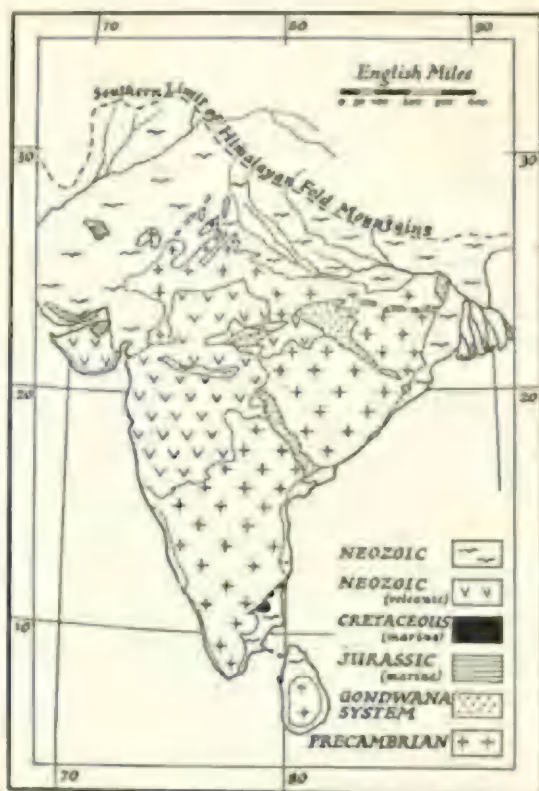 70 80 90
English Miles
Southern Limit of Himalayan Fold Mountains
30 30
20 20
NEOZOIC
NEOZOIC
(volcanic)
CRETACEOUS
(marine)
JURASSIC
(marine)
10 10
GONDWANA
SYSTEM
PRECAMBRIAN
70 80